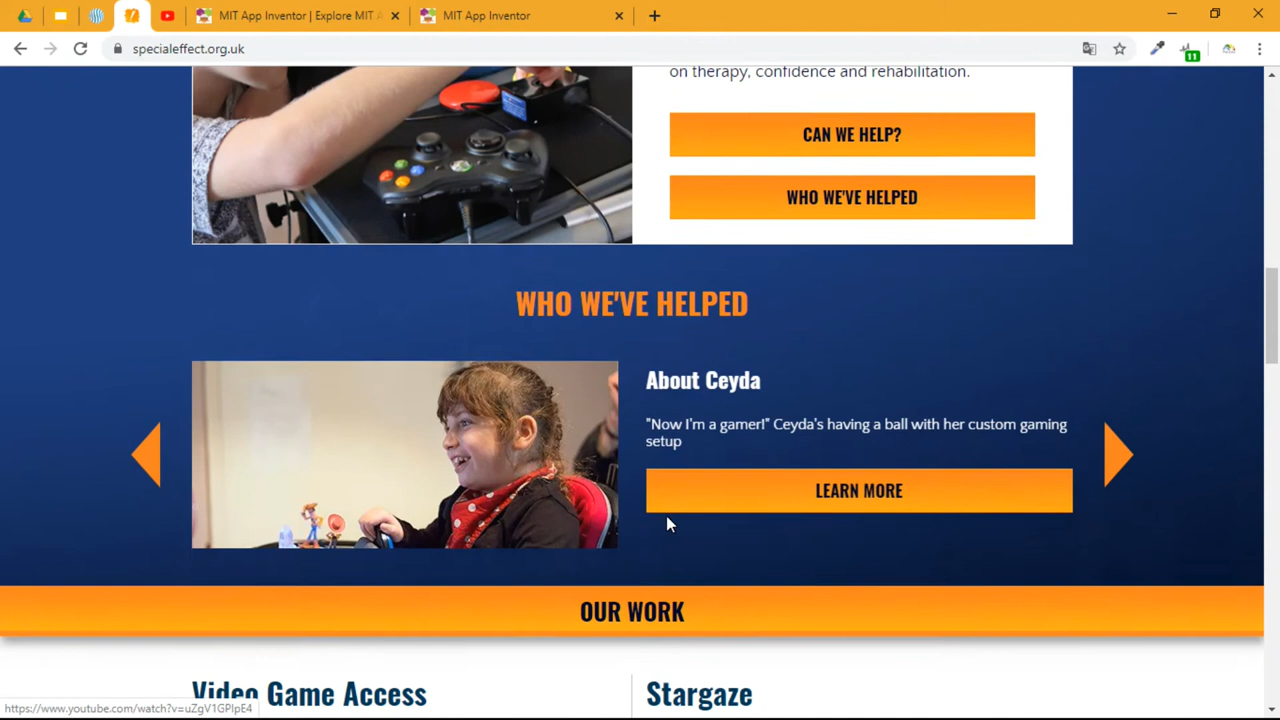 MIT App Inventor | Explore MIT A
MIT App Inventor
specialeffect.org.uk
11
on therapy, confidence and rehabilitation.
CAN WE HELP?
WHO WE'VE HELPED
WHO WE'VE HELPED
About Ceyda
"Now I'm a gamer!" Ceyda's having a ball with her custom gaming
setup
LEARN MORE
OUR WORK
Video Game Access
Stargaze
https://www.youtube.com/watch?v=uZgV1GPIpE4